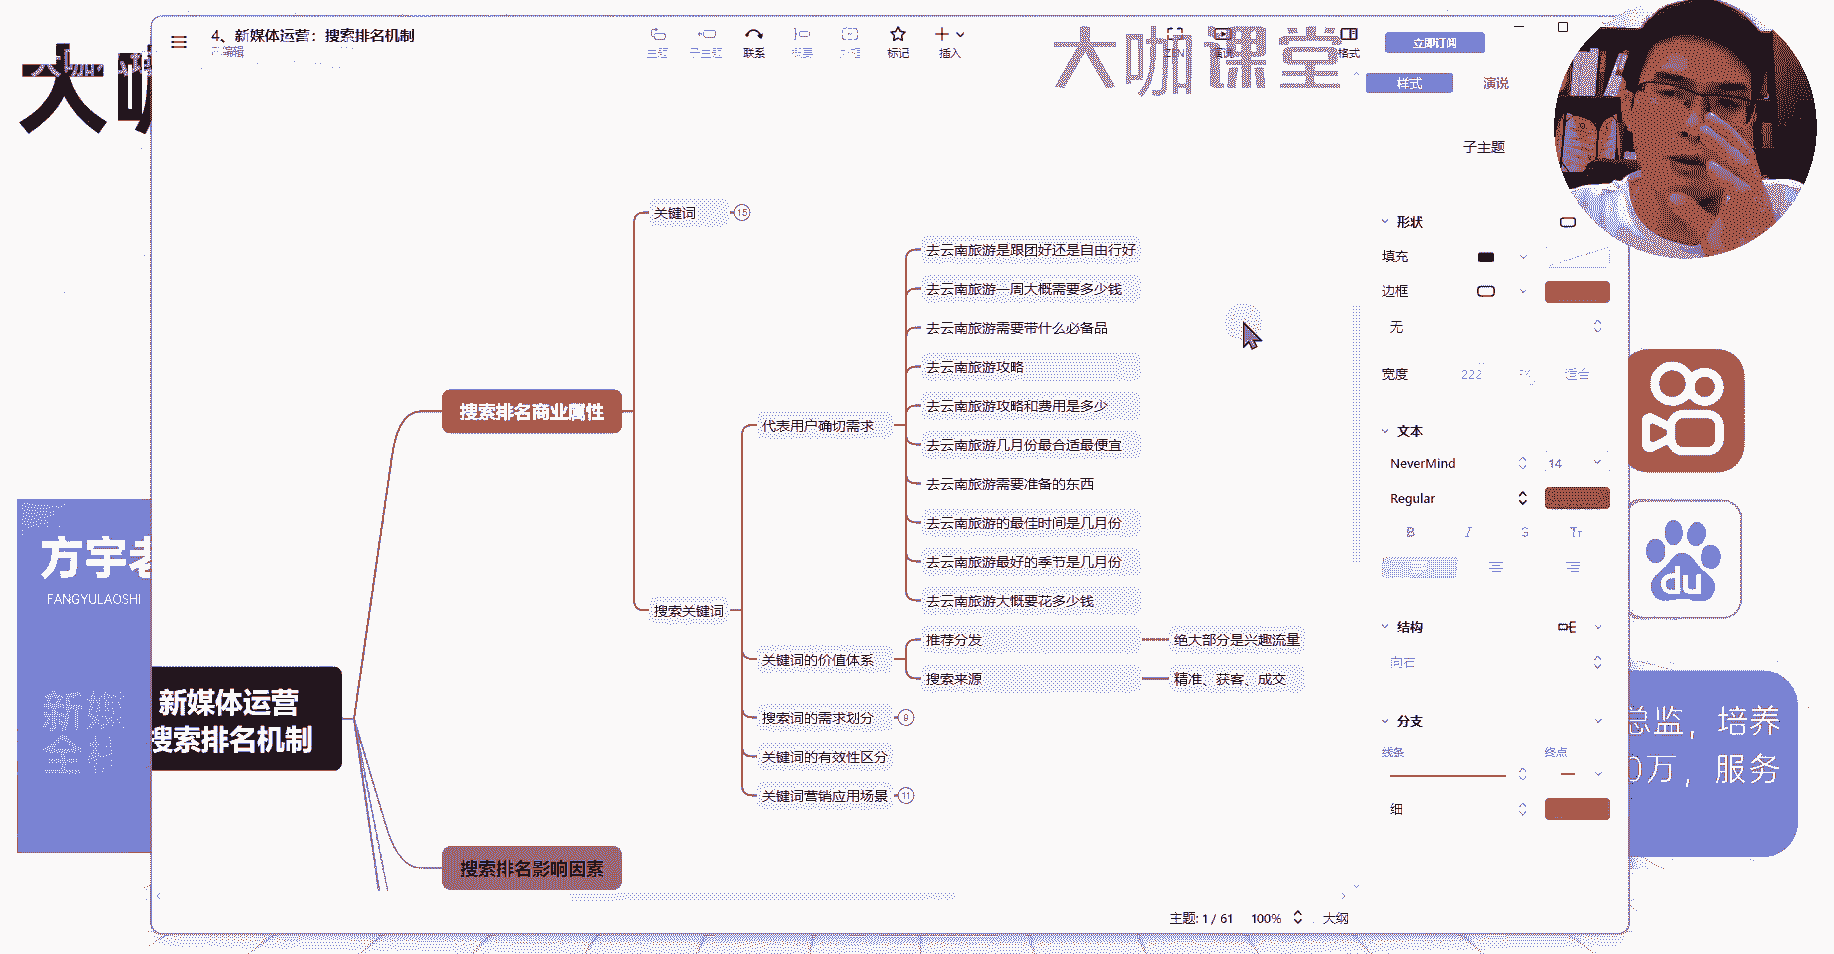 4、新媒体运营：搜索排名机制
已编辑
主题
子主题
联系
概要
外框
标记
插入
ZEN
演说
格式
立即订阅
大咖课堂
大咖
样式
演说
子主题
关键词
15
去云南旅游是跟团好还是自由行好
去云南旅游一周大概需要多少钱
去云南旅游需要带什么必备品
去云南旅游攻略
去云南旅游攻略和费用是多少
去云南旅游几月份最合适最便宜
去云南旅游需要准备的东西
去云南旅游的最佳时间是几月份
去云南旅游最好的季节是几月份
去云南旅游大概要花多少钱
搜索排名商业属性
代表用户确切需求
搜索关键词
推荐分发
绝大部分是兴趣流量
关键词的价值体系
搜索来源
精准、获客、成交
搜索词的需求划分
9
关键词的有效性区分
关键词营销应用场景
11
新媒体运营
搜索排名机制
搜索排名影响因素
形状
填充
边框
无
宽度
222
适合
文本
NeverMind
14
Regular
B
I
S
Tт
结构
向右
分支
线条
终点
细
主题: 1 / 61
100%
大纲
方宇老
FANGYULAOSHI
新媒
全栈
du
总监，培养
0万，服务